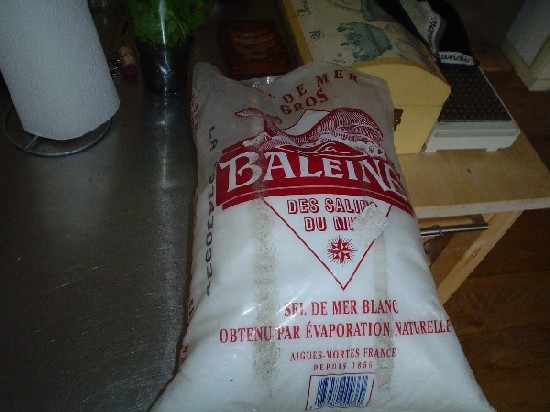 DE MER
GROS
La
BALEINE
DES SALINS
DU MIDI
SEL DE MER BLANC
OBTENU PAR ÉVAPORATION NATURELLE
AIGUES-MORTES FRANCE
DEPUIS 1856